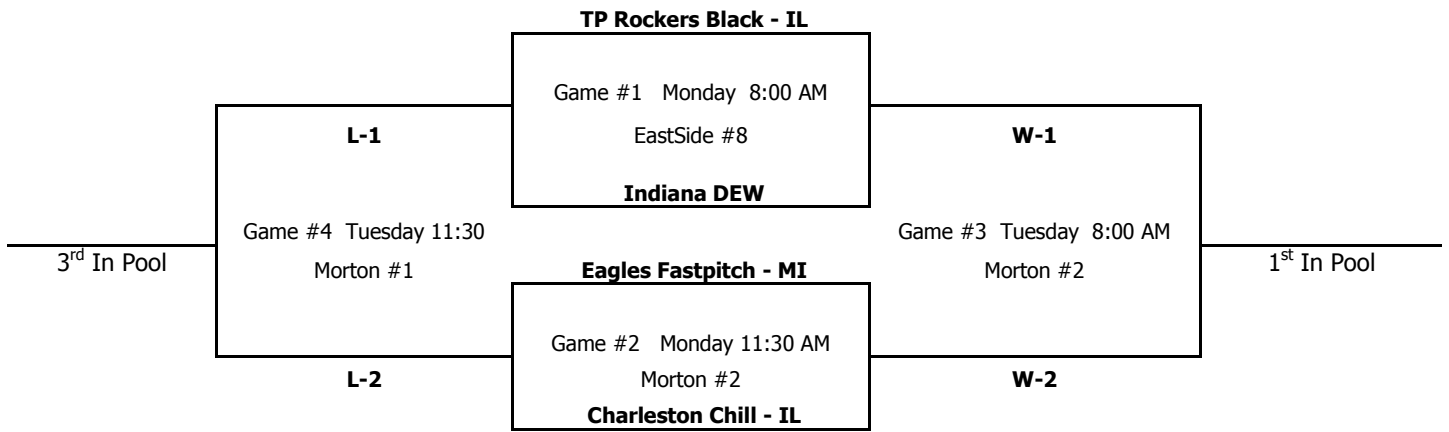 TP Rockers Black - IL
Game #1 Monday 8:00 AM
L-1
EastSide #8
W-1
Indiana DEW
Game #4 Tuesday 11:30
Game #3 Tuesday 8:00 AM
3rd In Pool
Morton #1
Eagles Fastpitch - MI
Morton #2
1st In Pool
Game #2 Monday 11:30 AM
L-2
Morton #2
W-2
Charleston Chill - IL